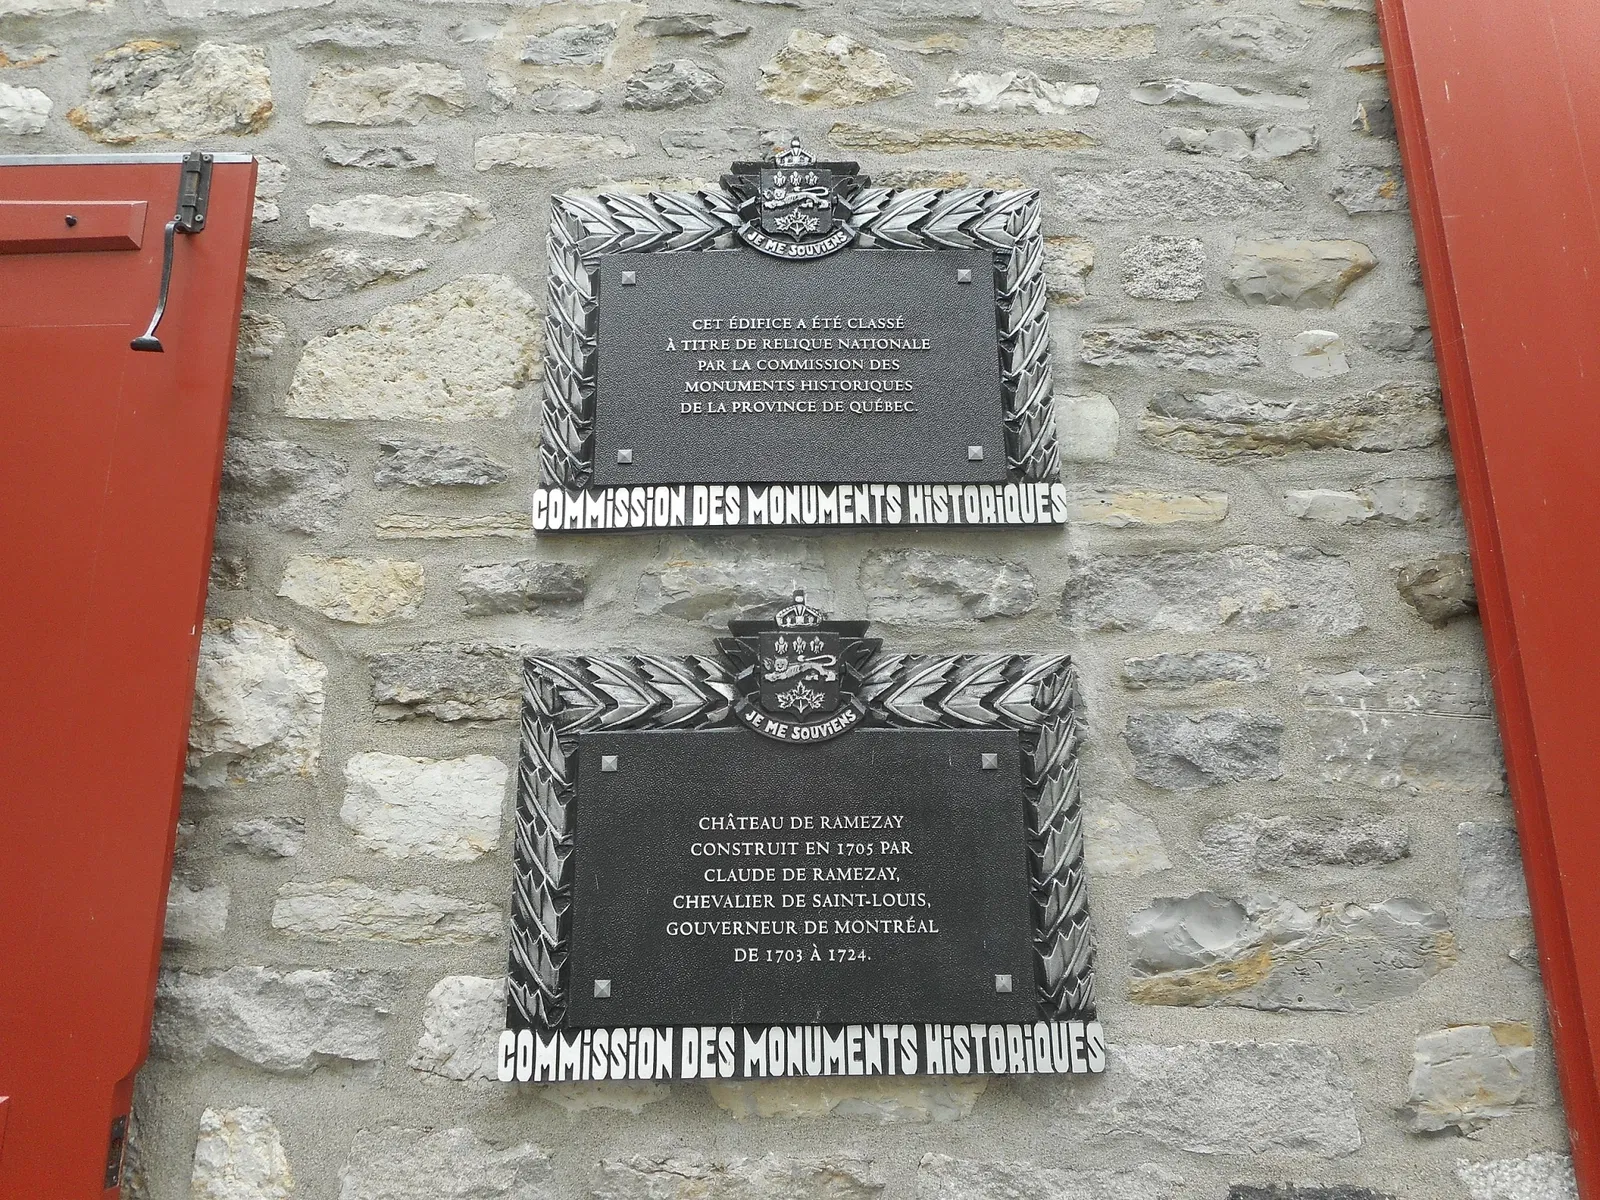 JE ME SOUVIENS
CET ÉDIFICE A ÉTÉ CLASSÉ
À TITRE DE RELIQUE NATIONALE
PAR LA COMMISSION DES
MONUMENTS HISTORIQUES
DE LA PROVINCE DE QUÉBEC.
COMMISSION DES MONUMENTS HISTORIQUES
JE ME SOUVIENS
CHÂTEAU DE RAMEZAY
CONSTRUIT EN 1705 PAR
CLAUDE DE RAMEZAY,
CHEVALIER DE SAINT-LOUIS,
GOUVERNEUR DE MONTRÉAL
DE 1703 À 1724.
COMMISSION DES MONUMENTS HISTORIQUES